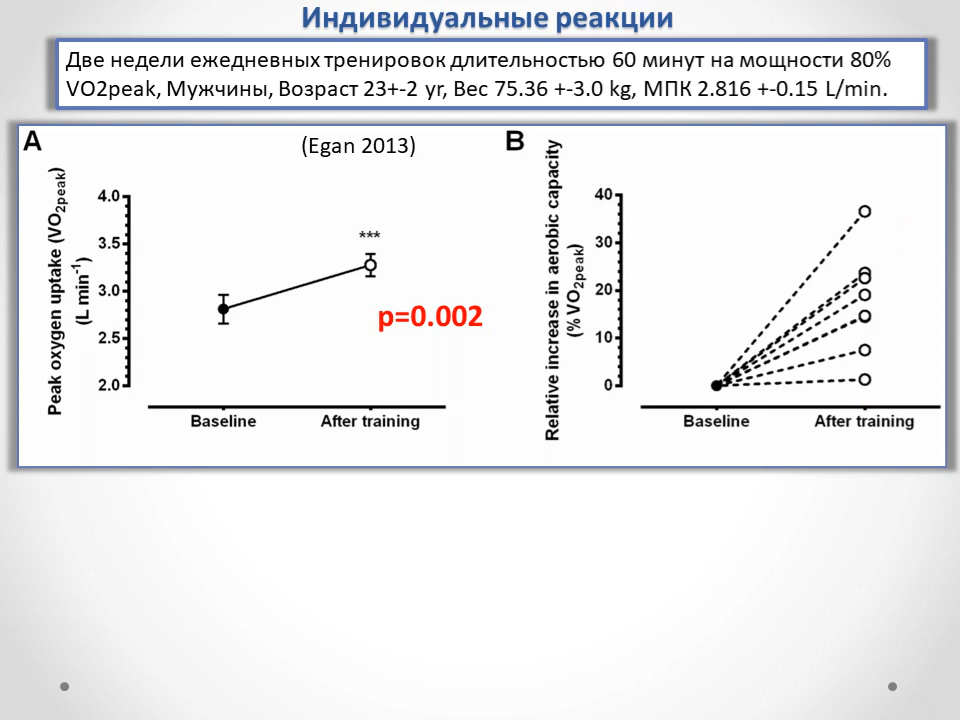 Индивидуальные реакции
Две недели ежедневных тренировок длительностью 60 минут на мощности 80%
VO2peak, Мужчины, Возраст 23+-2 yr, Вес 75.36 +-3.0 kg, МПК 2.816 +-0.15 L/min.
A
(Egan 2013)
Peak oxygen uptake (VO2peak)
(L min-1)
4.0
3.5
3.0
2.5
2.0
***
p=0.002
Baseline
After training
B
Relative increase in aerobic capacity
(% VO2peak)
40
30
20
10
0
Baseline
After training